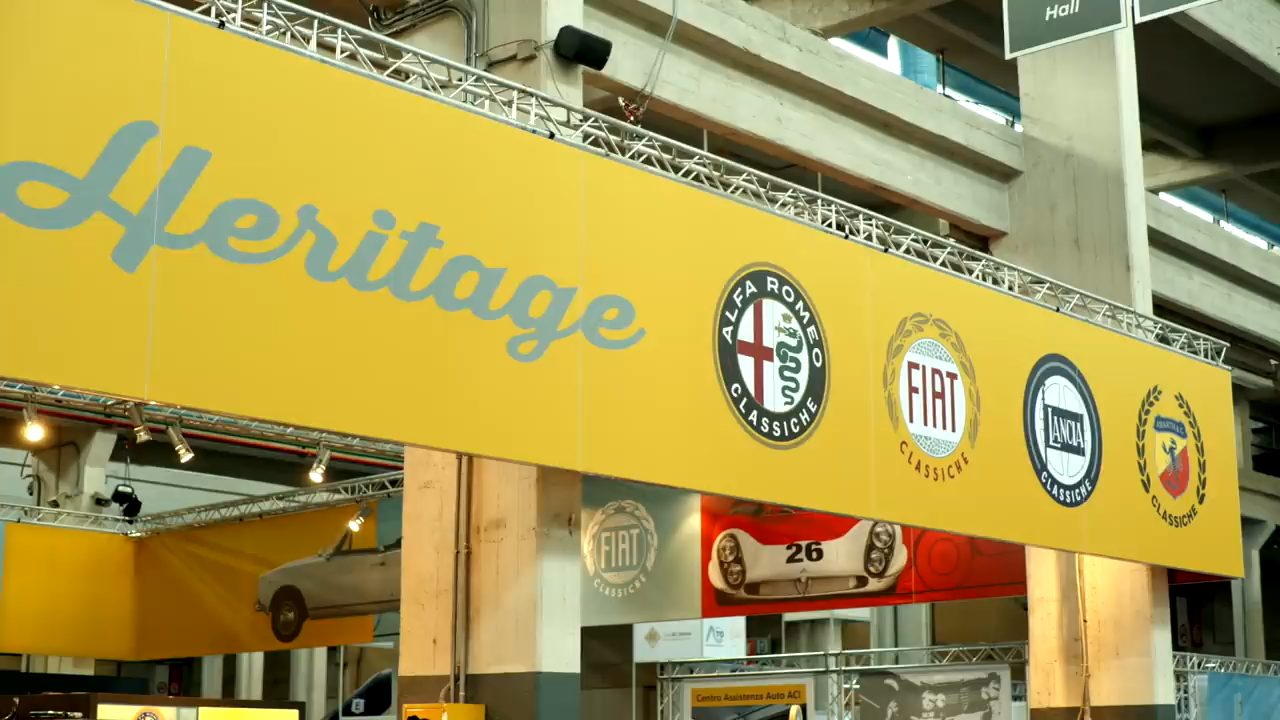 Hall
Heritage
ALFA ROMEO
CLASSICHE
FIAT
CLASSICHE
LANCIA
CLASSICHE
ABARTH & C.
CLASSICHE
FIAT
CLASSICHE
26
Centro Assistenza Auto ACI